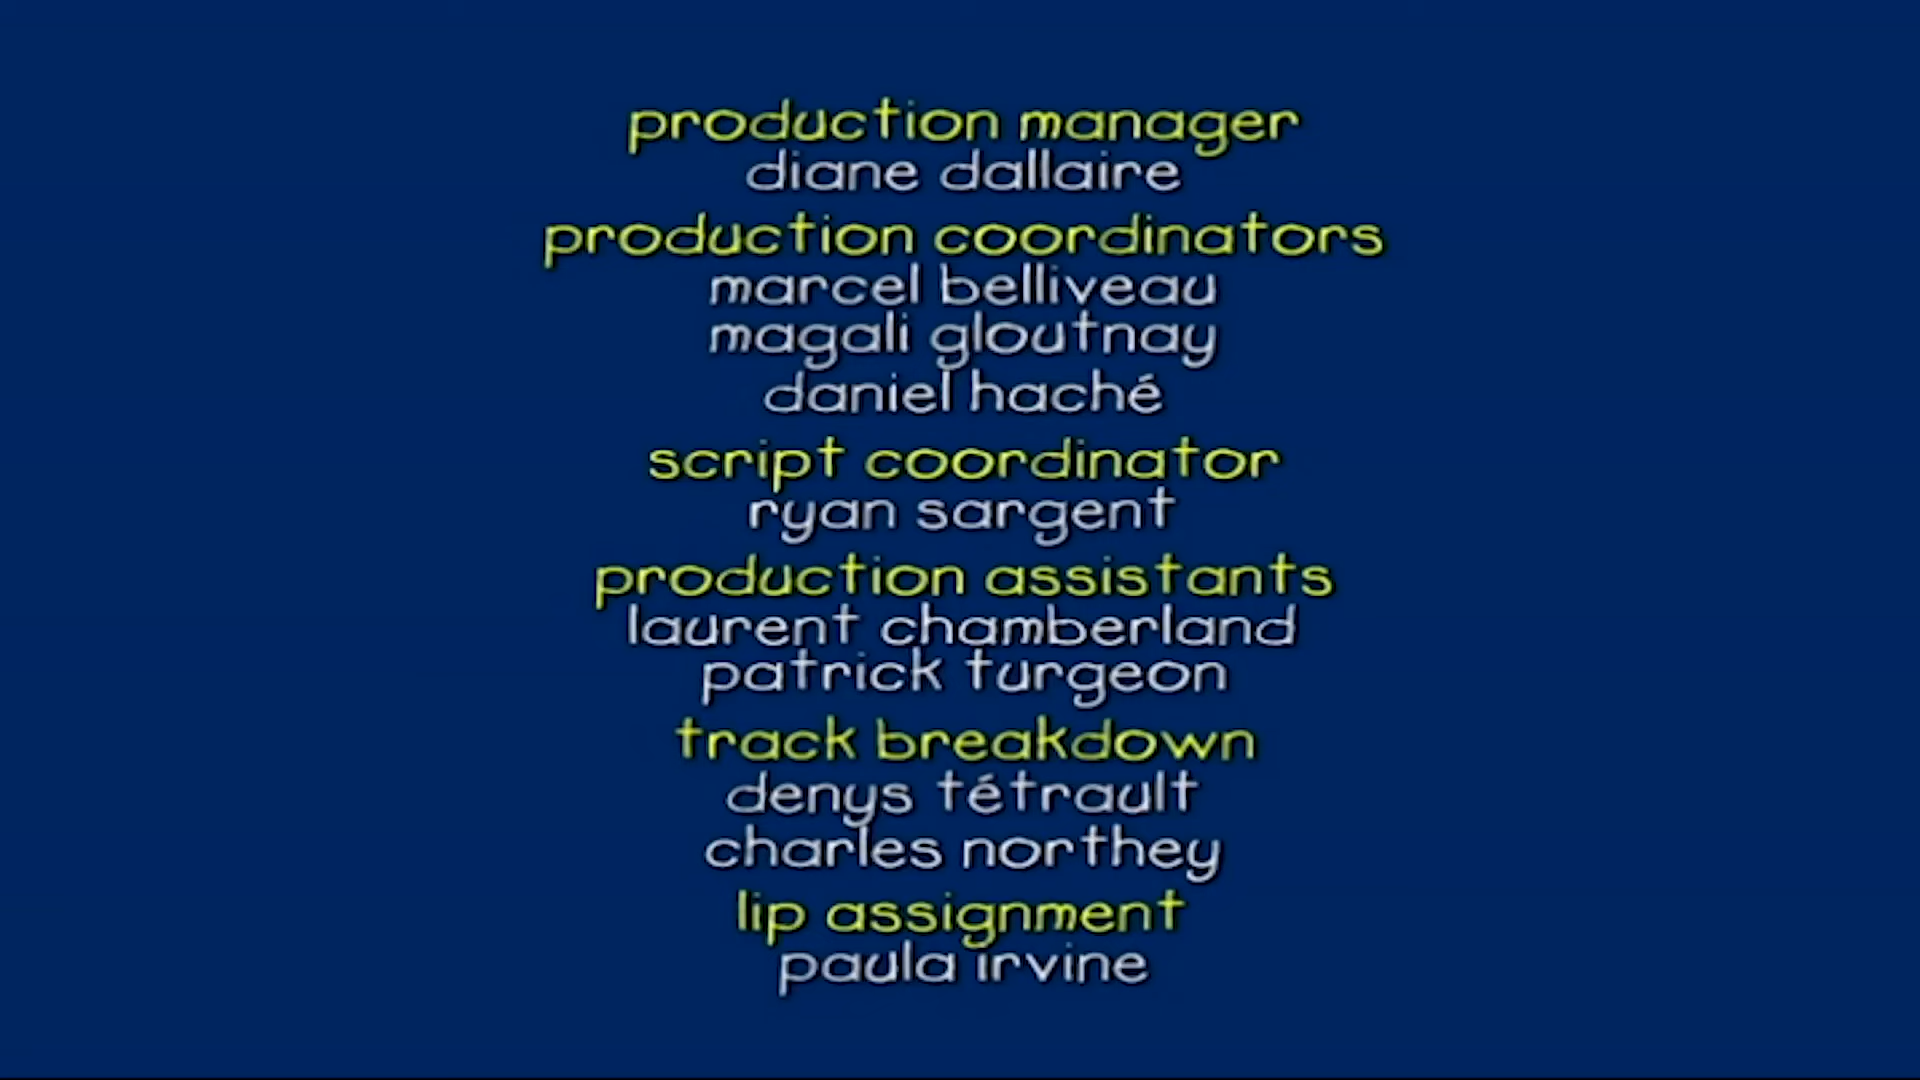 production manager
diane dallaire
production coordinators
marcel belliveau
magali gloutnay
daniel haché
script coordinator
ryan sargent
production assistants
laurent chamberland
patrick turgeon
track breakdown
denys tétrault
charles northey
lip assignment
paula irvine